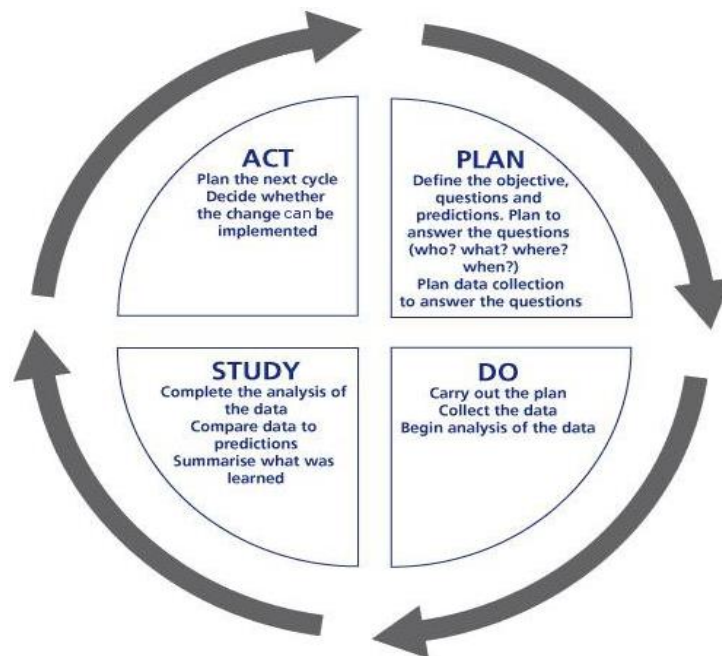 ACT
Plan the next cycle
Decide whether
the change can be
implemented
PLAN
Define the objective,
questions and
predictions. Plan to
answer the questions
(who? what? where?
when?)
Plan data collection
to answer the questions
STUDY
Complete the analysis of
the data
Compare data to
predictions
Summarise what was
learned
DO
Carry out the plan
Collect the data
Begin analysis of the data